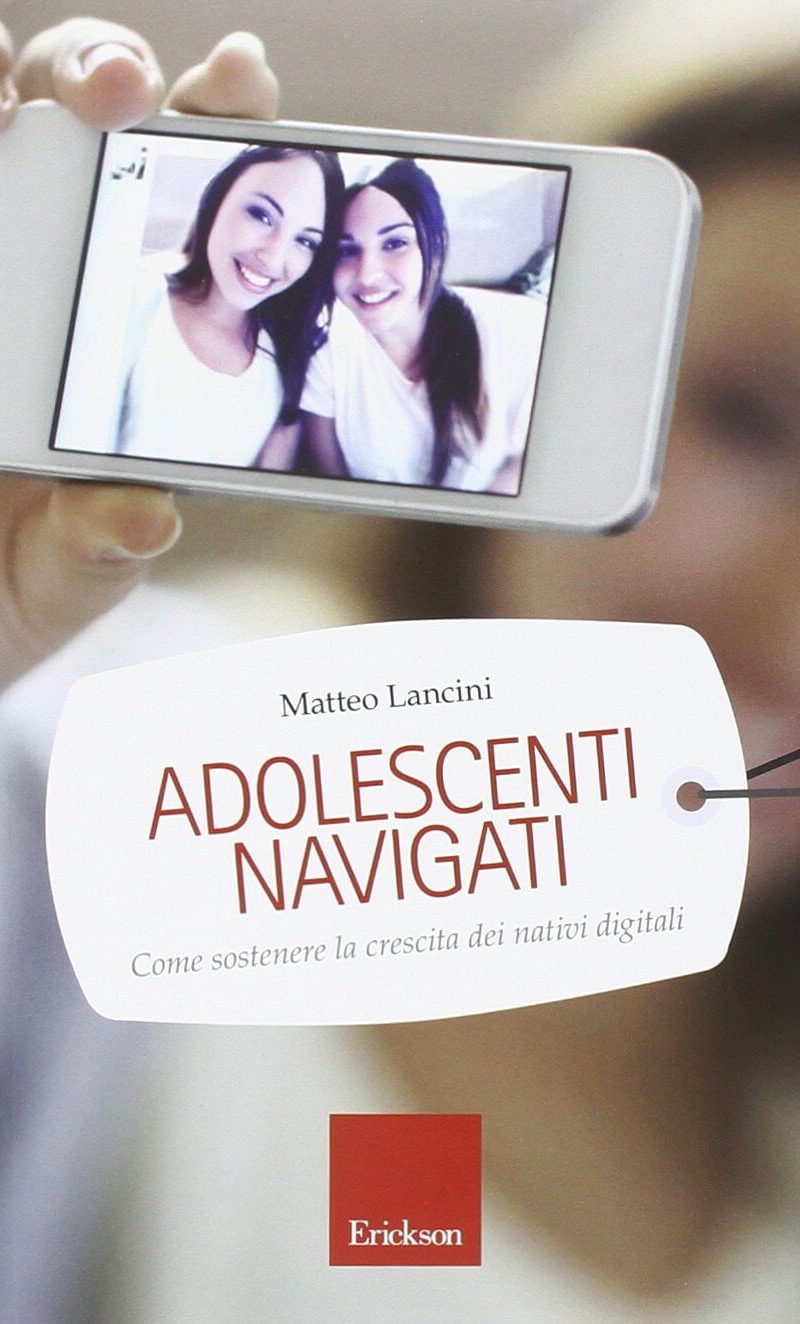 Matteo Lancini
ADOLESCENTI
NAVIGATI
Come sostenere la crescita dei nativi digitali
Erickson